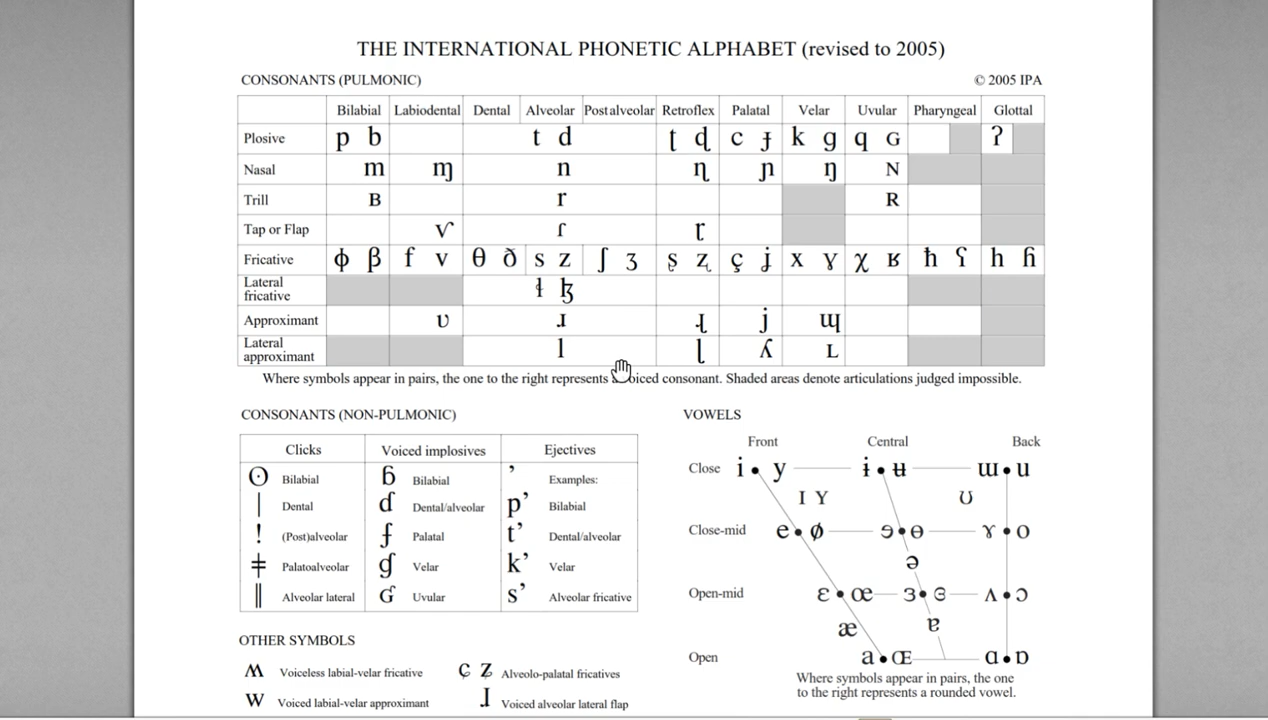 THE INTERNATIONAL PHONETIC ALPHABET (revised to 2005)
CONSONANTS (PULMONIC) © 2005 IPA
Bilabial Labiodental Dental Alveolar Postalveolar Retroflex Palatal Velar Uvular Pharyngeal Glottal
Plosive p b t d ʈ ɖ c ɟ k ɡ q ɢ ʔ
Nasal m ɱ n ɳ ɲ ŋ ɴ
Trill ʙ r ʀ
Tap or Flap ⱱ ɾ ɽ
Fricative ɸ β f v θ ð s z ʃ ʒ ʂ ʐ ç ʝ x ɣ χ ʁ ħ ʕ h ɦ
Lateral
fricative ɬ ɮ
Approximant ʋ ɹ ɻ j ɰ
Lateral
approximant l ɭ ʎ ʟ
Where symbols appear in pairs, the one to the right represents consonant. Shaded areas denote articulations judged impossible.
CONSONANTS (NON-PULMONIC)
Clicks Voiced implosives Ejectives
ʘ Bilabial ɓ Bilabial ʼ Examples:
ǀ Dental ɗ Dental/alveolar pʼ Bilabial
ǃ (Post)alveolar ʄ Palatal tʼ Dental/alveolar
ǂ Palatoalveolar ɠ Velar kʼ Velar
ǁ Alveolar lateral ʛ Uvular sʼ Alveolar fricative
VOWELS
Front Central Back
Close i y ɨ ʉ ɯ u
ɪ ʏ ʊ
Close-mid e ø ɘ ɵ ɤ o
ə
Open-mid ɛ œ ɜ ɞ ʌ ɔ
æ ɐ
Open a ɶ ɑ ɒ
Where symbols appear in pairs, the one
to the right represents a rounded vowel.
OTHER SYMBOLS
ʍ Voiceless labial-velar fricative ɕ ʑ Alveolo-palatal fricatives
w Voiced labial-velar approximant ɺ Voiced alveolar lateral flap